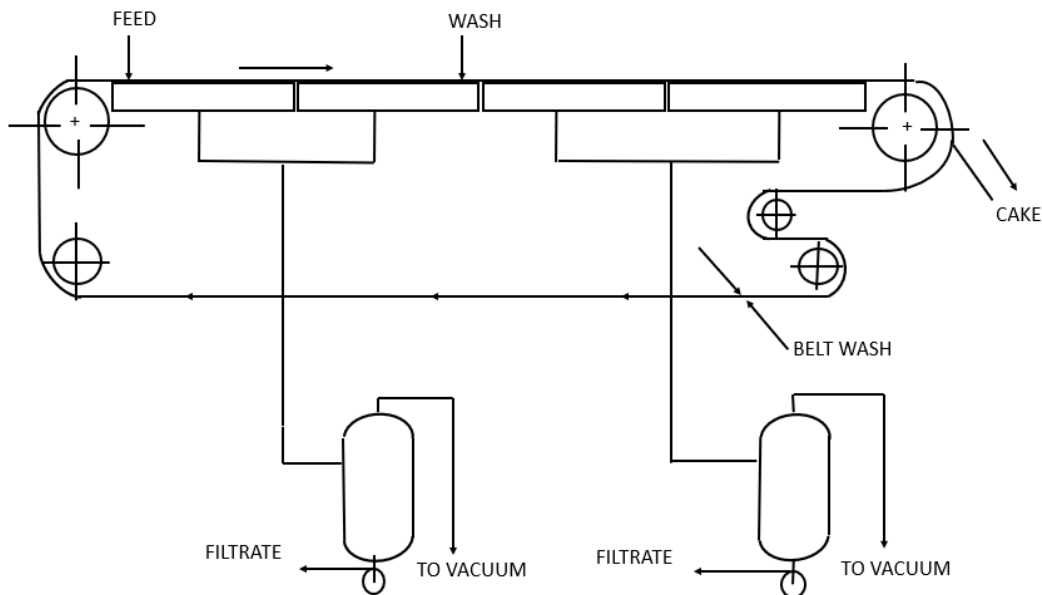 FEED
WASH
CAKE
BELT WASH
FILTRATE
TO VACUUM
FILTRATE
TO VACUUM